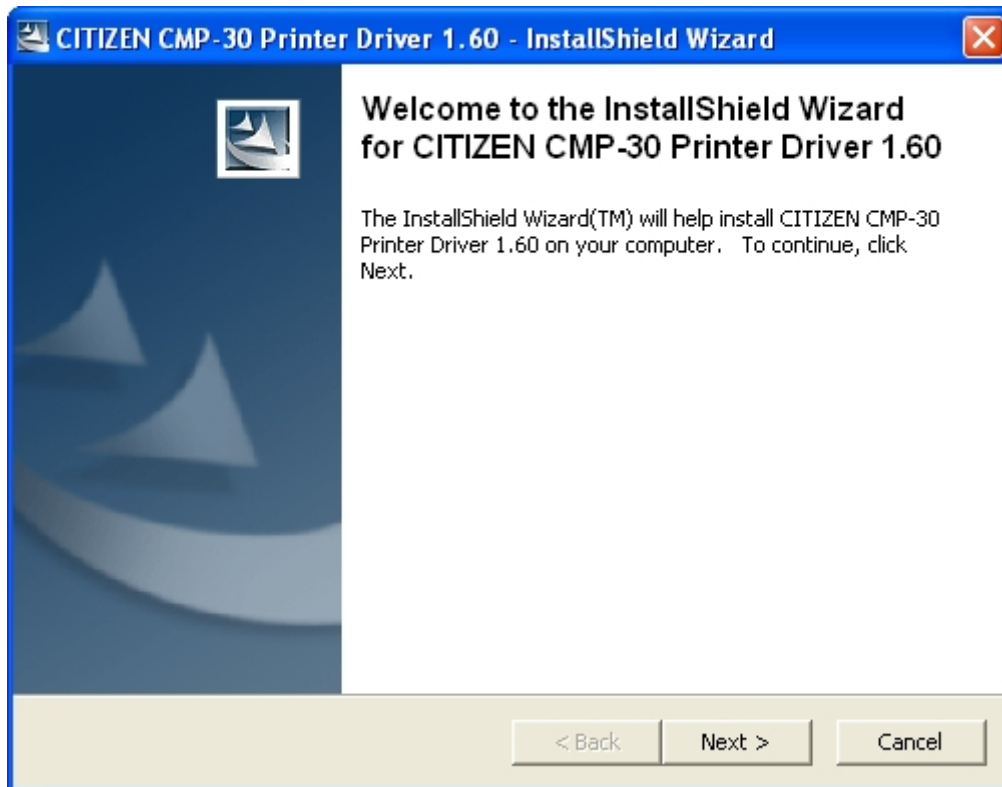 CITIZEN CMP-30 Printer Driver 1.60 - InstallShield Wizard
Welcome to the InstallShield Wizard
for CITIZEN CMP-30 Printer Driver 1.60
The InstallShield Wizard(TM) will help install CITIZEN CMP-30
Printer Driver 1.60 on your computer. To continue, click
Next.
< Back Next > Cancel